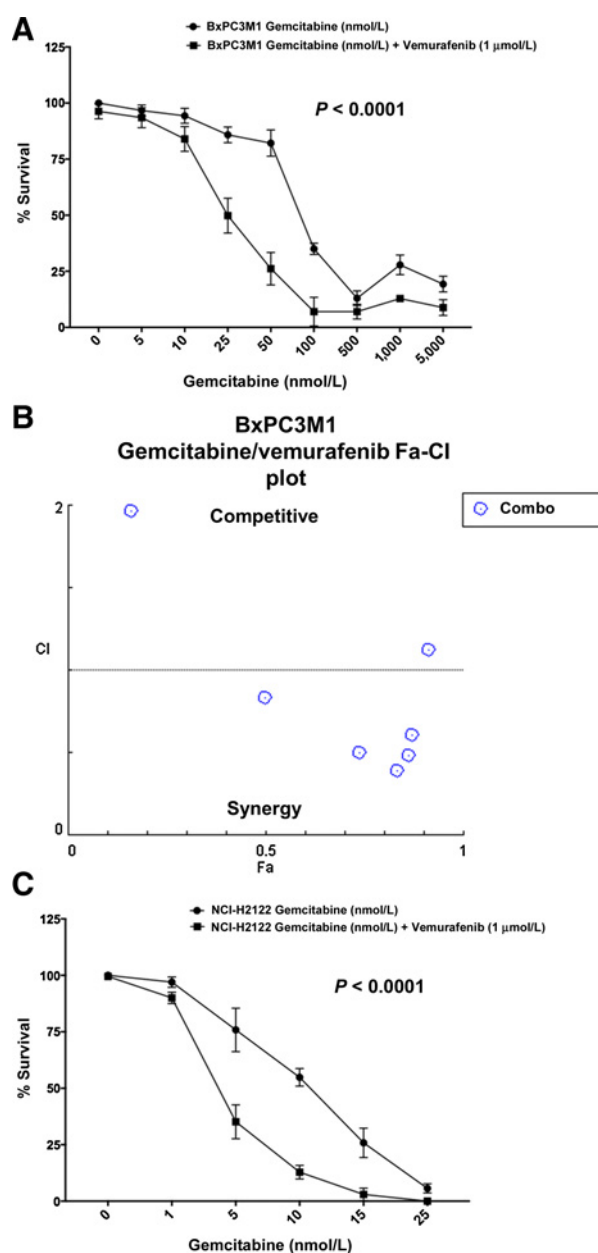 A
BxPC3M1 Gemcitabine (nmol/L)
BxPC3M1 Gemcitabine (nmol/L) + Vemurafenib (1 μmol/L)
125
100
75
50
25
0
% Survival
P < 0.0001
0
5
10
25
50
100
500
1,000
5,000
Gemcitabine (nmol/L)
B
BxPC3M1
Gemcitabine/vemurafenib Fa-CI
plot
2
Competitive
Combo
CI
Synergy
0
0
0.5
1
Fa
C
NCI-H2122 Gemcitabine (nmol/L)
NCI-H2122 Gemcitabine (nmol/L) + Vemurafenib (1 μmol/L)
125
100
75
50
25
0
% Survival
P < 0.0001
0
1
5
10
15
25
Gemcitabine (nmol/L)